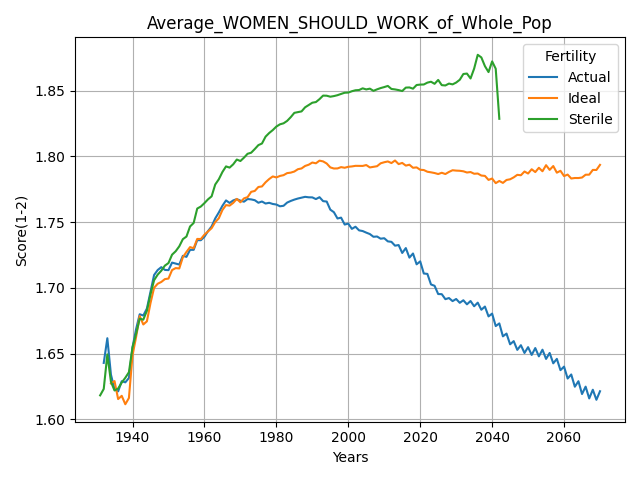 Average_WOMEN_SHOULD_WORK_of_Whole_Pop
Fertility
Actual
Ideal
Sterile
Score(1-2)
1.85
1.80
1.75
1.70
1.65
1.60
1940 1960 1980 2000 2020 2040 2060
Years